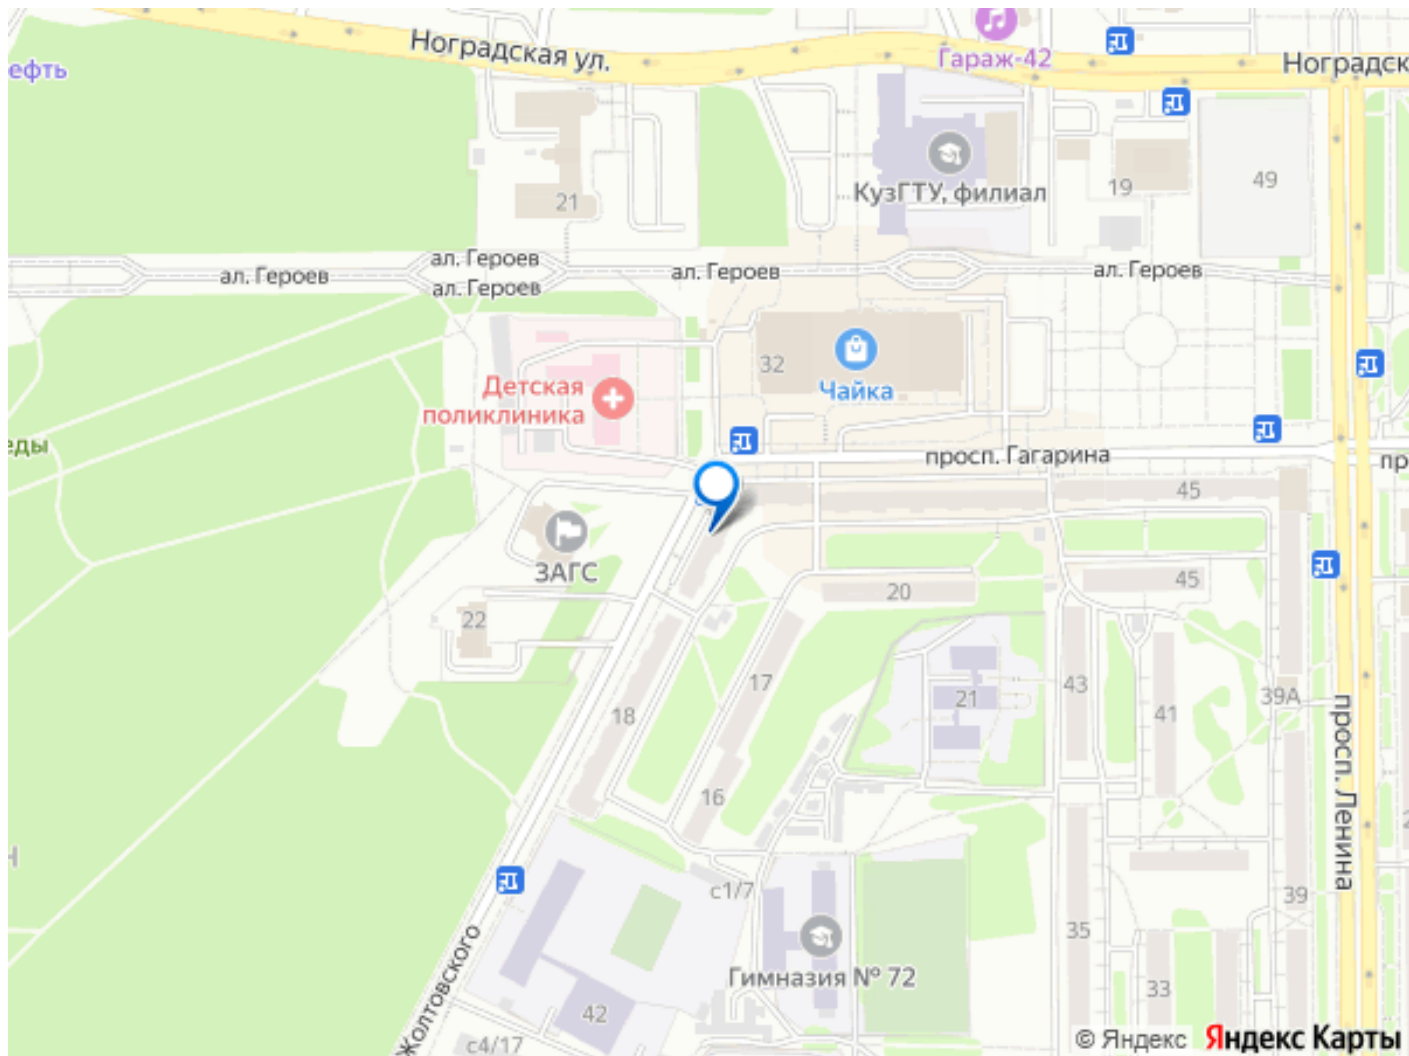 Ноградская ул.
Гараж-42
Ноградск
ефть
КузГТУ, филиал
19
49
21
ал. Героев
ал. Героев
ал. Героев
ал. Героев
ал. Героев
32
Чайка
Детская
поликлиника
еды
просп. Гагарина
пр
45
ЗАГС
45
20
22
17
21
43
39А
41
18
просп. Ленина
16
с1/7
39
35
Жолтовского
Гимназия № 72
33
42
с4/17
© Яндекс Яндекс Карты